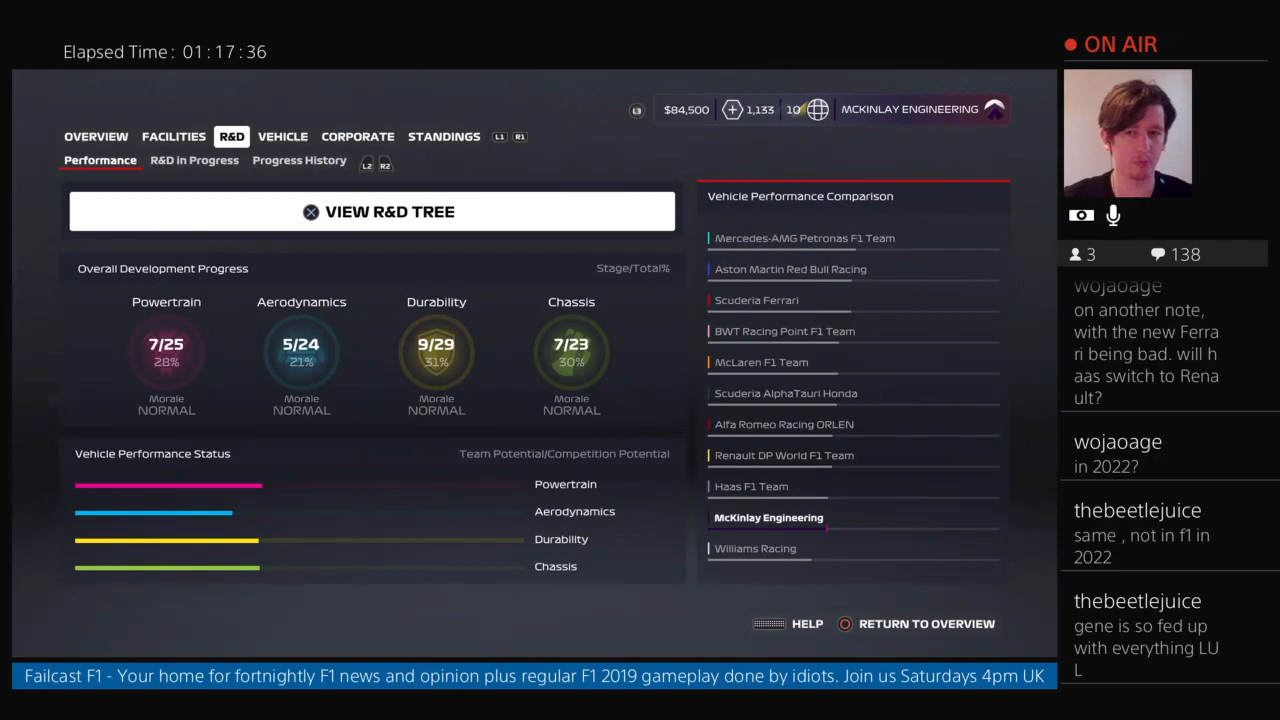 Elapsed Time: 01:17:36
ON AIR
$84,500
1,133
10
MCKINLAY ENGINEERING
OVERVIEW FACILITIES R&D VEHICLE CORPORATE STANDINGS L1 R1
Performance R&D in Progress Progress History L2 R2
VIEW R&D TREE
Overall Development Progress
Stage/Total%
Powertrain Aerodynamics Durability Chassis
7/25 5/24 9/29 7/23
28% 21% 31% 30%
Morale Morale Morale Morale
NORMAL NORMAL NORMAL NORMAL
Vehicle Performance Status
Team Potential/Competition Potential
Powertrain
Aerodynamics
Durability
Chassis
Vehicle Performance Comparison
Mercedes-AMG Petronas F1 Team
Aston Martin Red Bull Racing
Scuderia Ferrari
BWT Racing Point F1 Team
McLaren F1 Team
Scuderia AlphaTauri Honda
Alfa Romeo Racing ORLEN
Renault DP World F1 Team
Haas F1 Team
McKinlay Engineering
Williams Racing
HELP RETURN TO OVERVIEW
3 138
wojaoage
on another note,
with the new Ferra
ri being bad. will h
aas switch to Rena
ult?
wojaoage
in 2022?
thebeetlejuice
same , not in f1 in
2022
thebeetlejuice
gene is so fed up
with everything LU
L
Failcast F1 - Your home for fortnightly F1 news and opinion plus regular F1 2019 gameplay done by idiots. Join us Saturdays 4pm UK